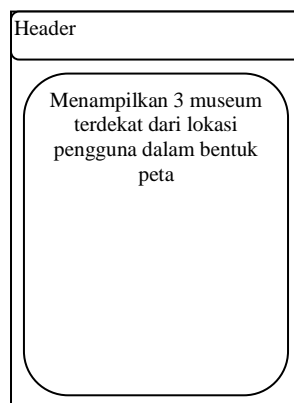 Header
Menampilkan 3 museum
terdekat dari lokasi
pengguna dalam bentuk
peta